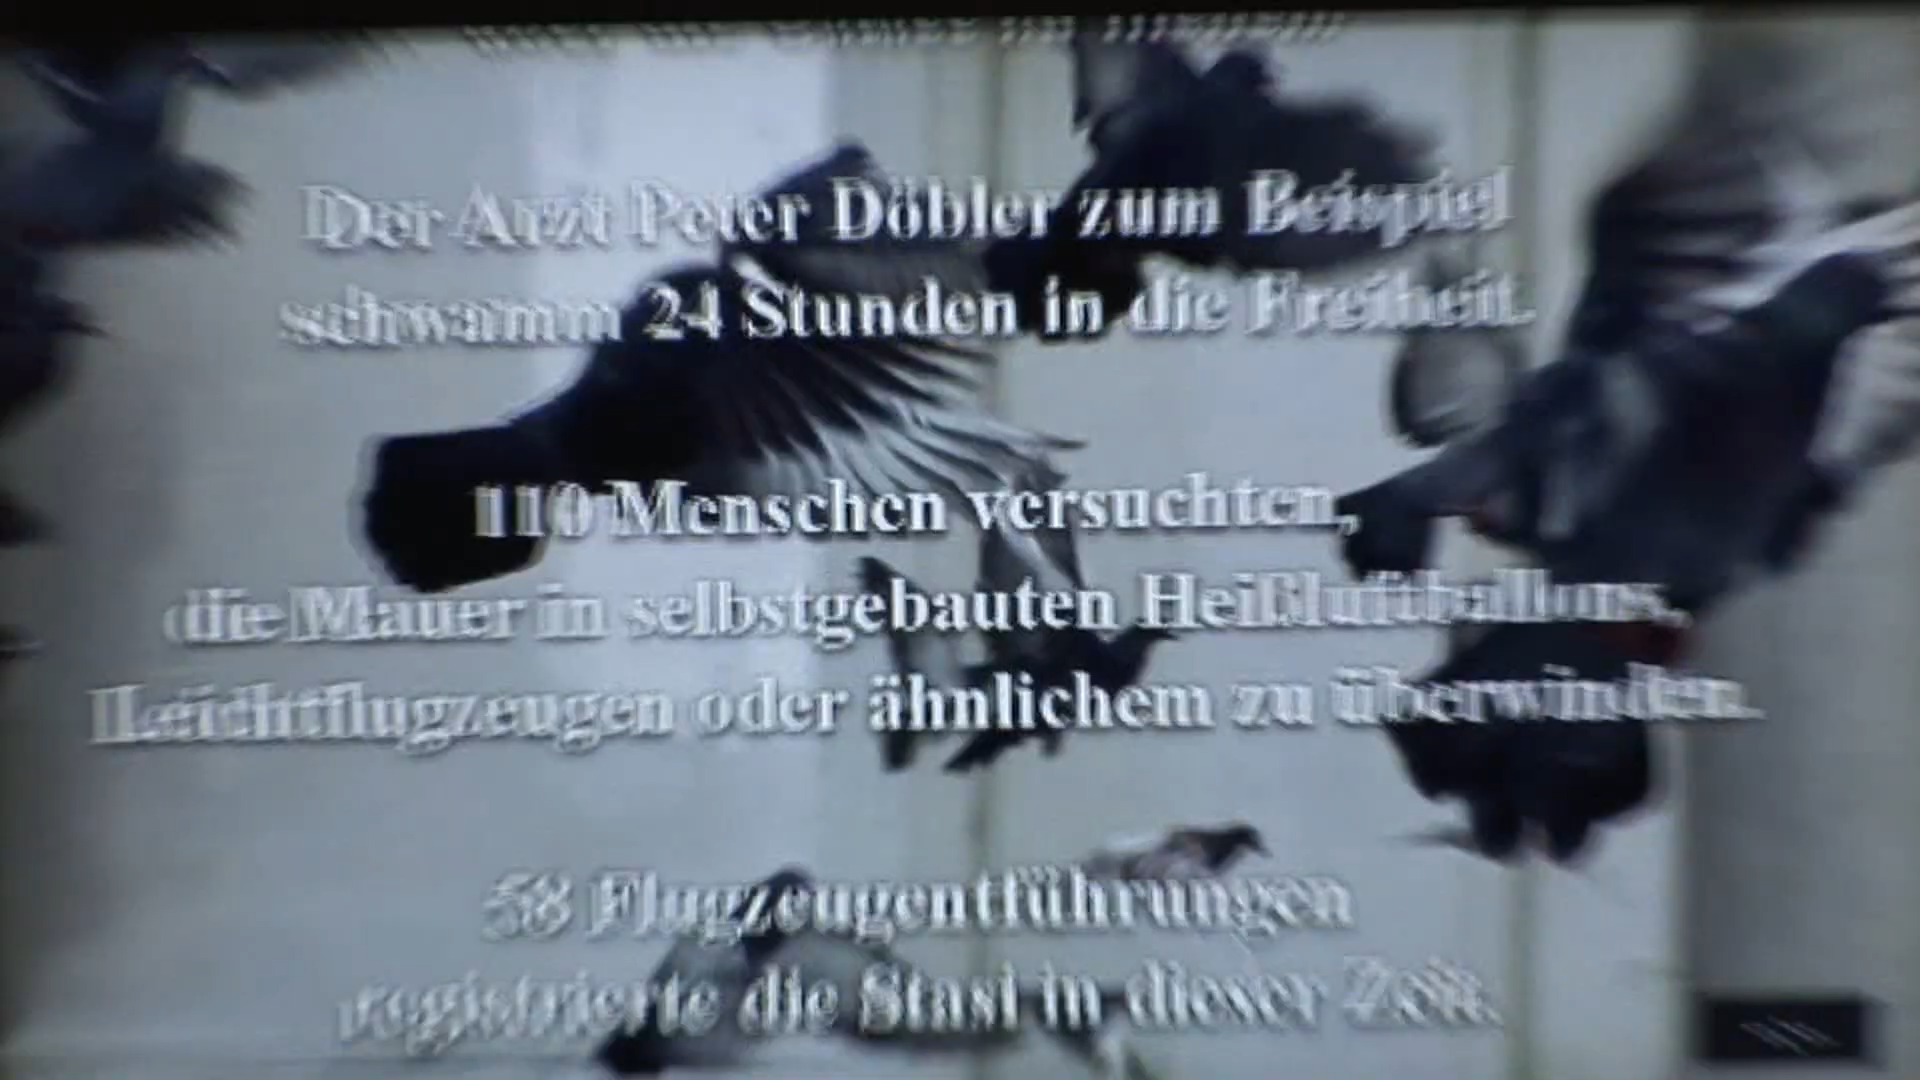 Der Arzt Peter Döbler zum Beispiel
schwamm 24 Stunden in die Freiheit.
110 Menschen versuchten,
die Mauer in selbstgebauten Heißluftballons,
Leichtflugzeugen oder ähnlichem zu überwinden.
58 Flugzeugentführungen
registrierte die Stasi in dieser Zeit.